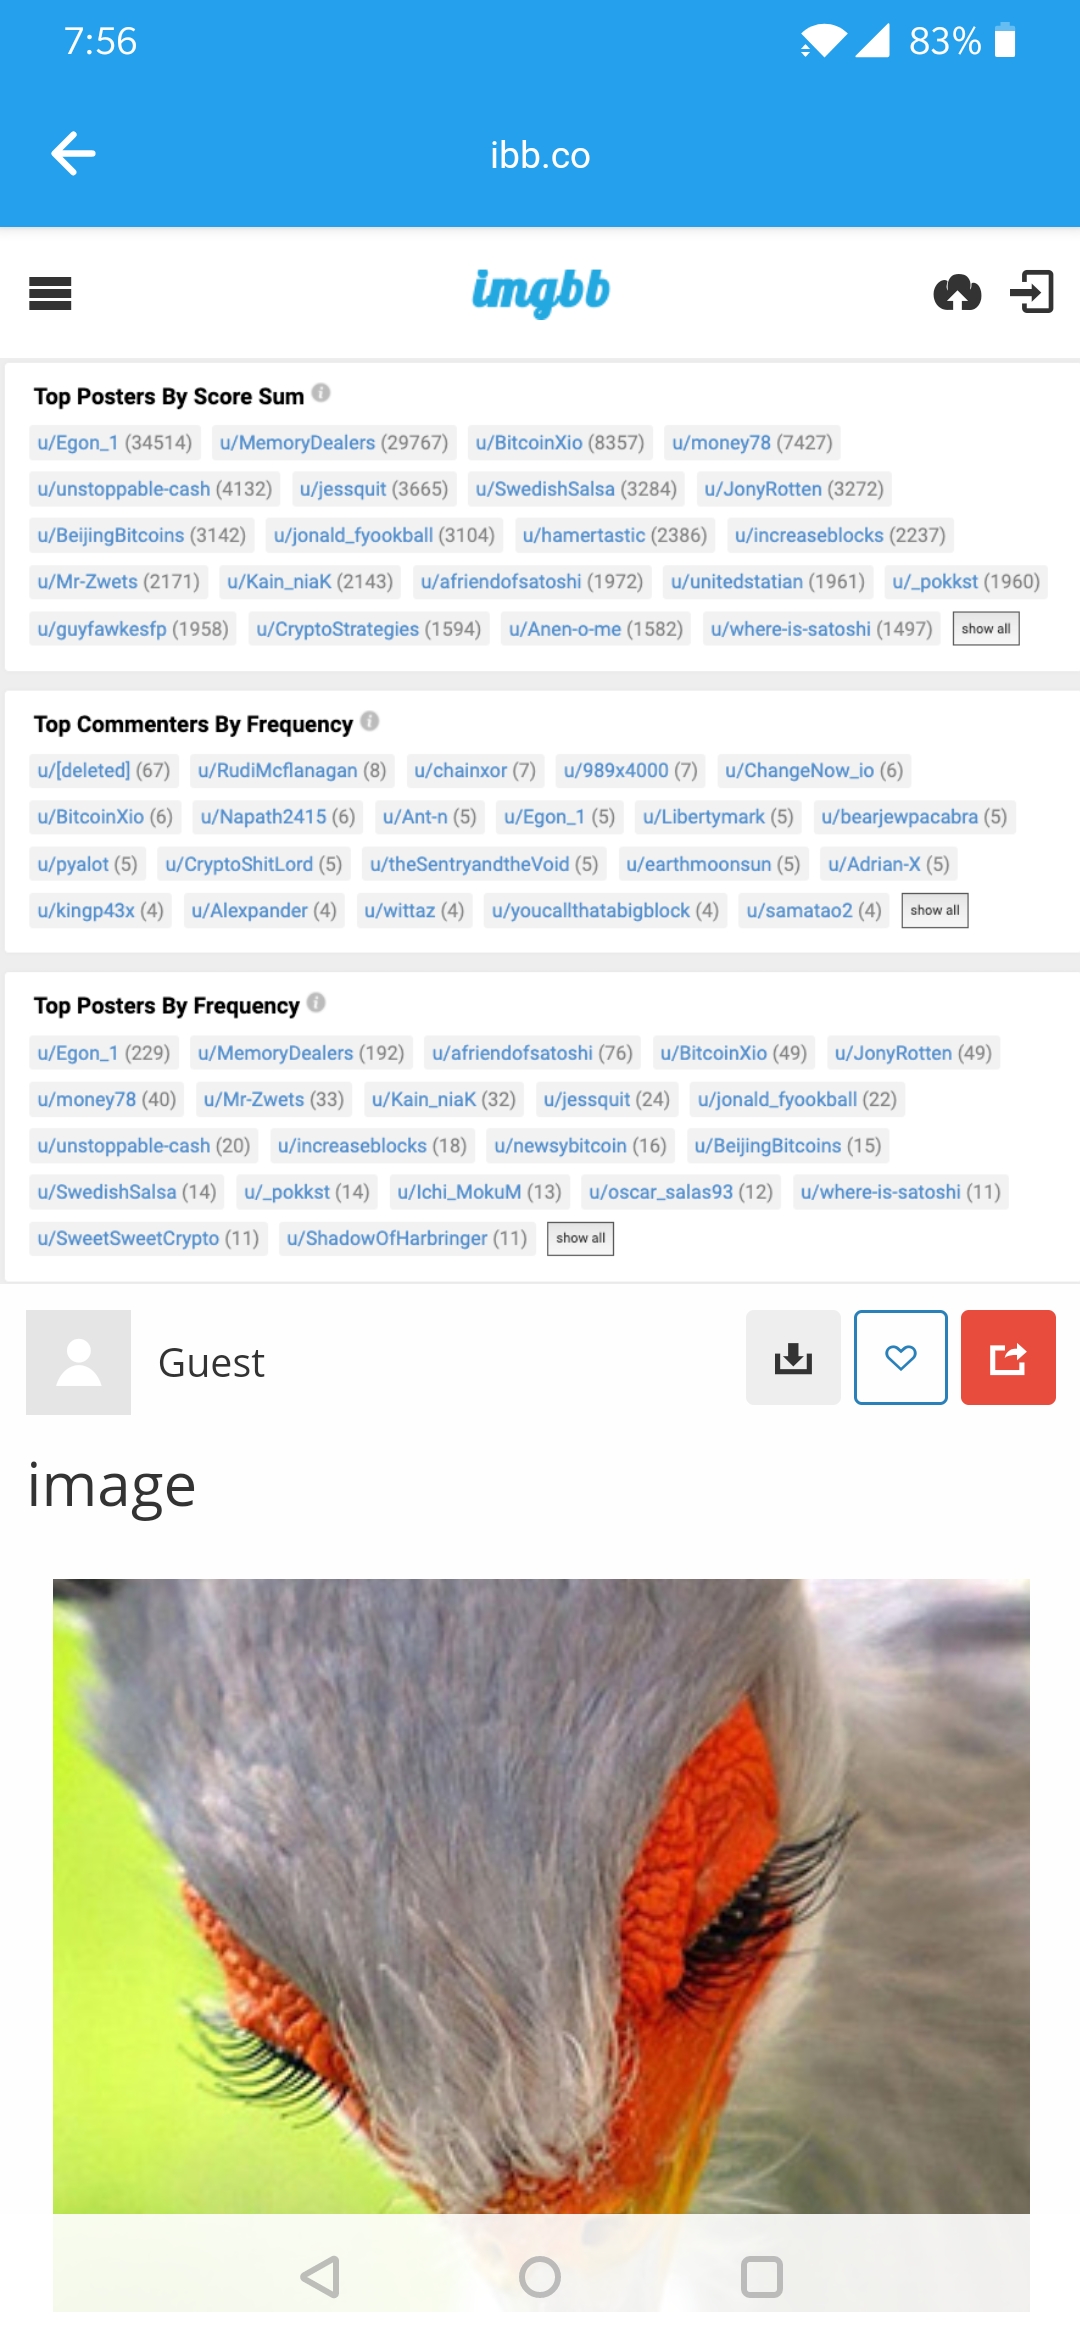 7:56
83%
ibb.co
imgbb
Top Posters By Score Sum
u/Egon_1 (34514) u/MemoryDealers (29767) u/BitcoinXio (8357) u/money78 (7427)
u/unstoppable-cash (4132) u/jessquit (3665) u/SwedishSalsa (3284) u/JonyRotten (3272)
u/BeijingBitcoins (3142) u/jonald_fyookball (3104) u/hamertastic (2386) u/increaseblocks (2237)
u/Mr-Zwets (2171) u/Kain_niaK (2143) u/afriendofsatoshi (1972) u/unitedstatian (1961) u/_pokkst (1960)
u/guyfawkesfp (1958) u/CryptoStrategies (1594) u/Anen-o-me (1582) u/where-is-satoshi (1497) show all
Top Commenters By Frequency
u/[deleted] (67) u/RudiMcflanagan (8) u/chainxor (7) u/989x4000 (7) u/ChangeNow_io (6)
u/BitcoinXio (6) u/Napath2415 (6) u/Ant-n (5) u/Egon_1 (5) u/Libertymark (5) u/bearjewpacabra (5)
u/pyalot (5) u/CryptoShitLord (5) u/theSentryandtheVoid (5) u/earthmoonsun (5) u/Adrian-X (5)
u/kingp43x (4) u/Alexpander (4) u/wittaz (4) u/youcallthatabigblock (4) u/samatao2 (4) show all
Top Posters By Frequency
u/Egon_1 (229) u/MemoryDealers (192) u/afriendofsatoshi (76) u/BitcoinXio (49) u/JonyRotten (49)
u/money78 (40) u/Mr-Zwets (33) u/Kain_niaK (32) u/jessquit (24) u/jonald_fyookball (22)
u/unstoppable-cash (20) u/increaseblocks (18) u/newsybitcoin (16) u/BeijingBitcoins (15)
u/SwedishSalsa (14) u/_pokkst (14) u/Ichi_MokuM (13) u/oscar_salas93 (12) u/where-is-satoshi (11)
u/SweetSweetCrypto (11) u/ShadowOfHarbringer (11) show all
Guest
image